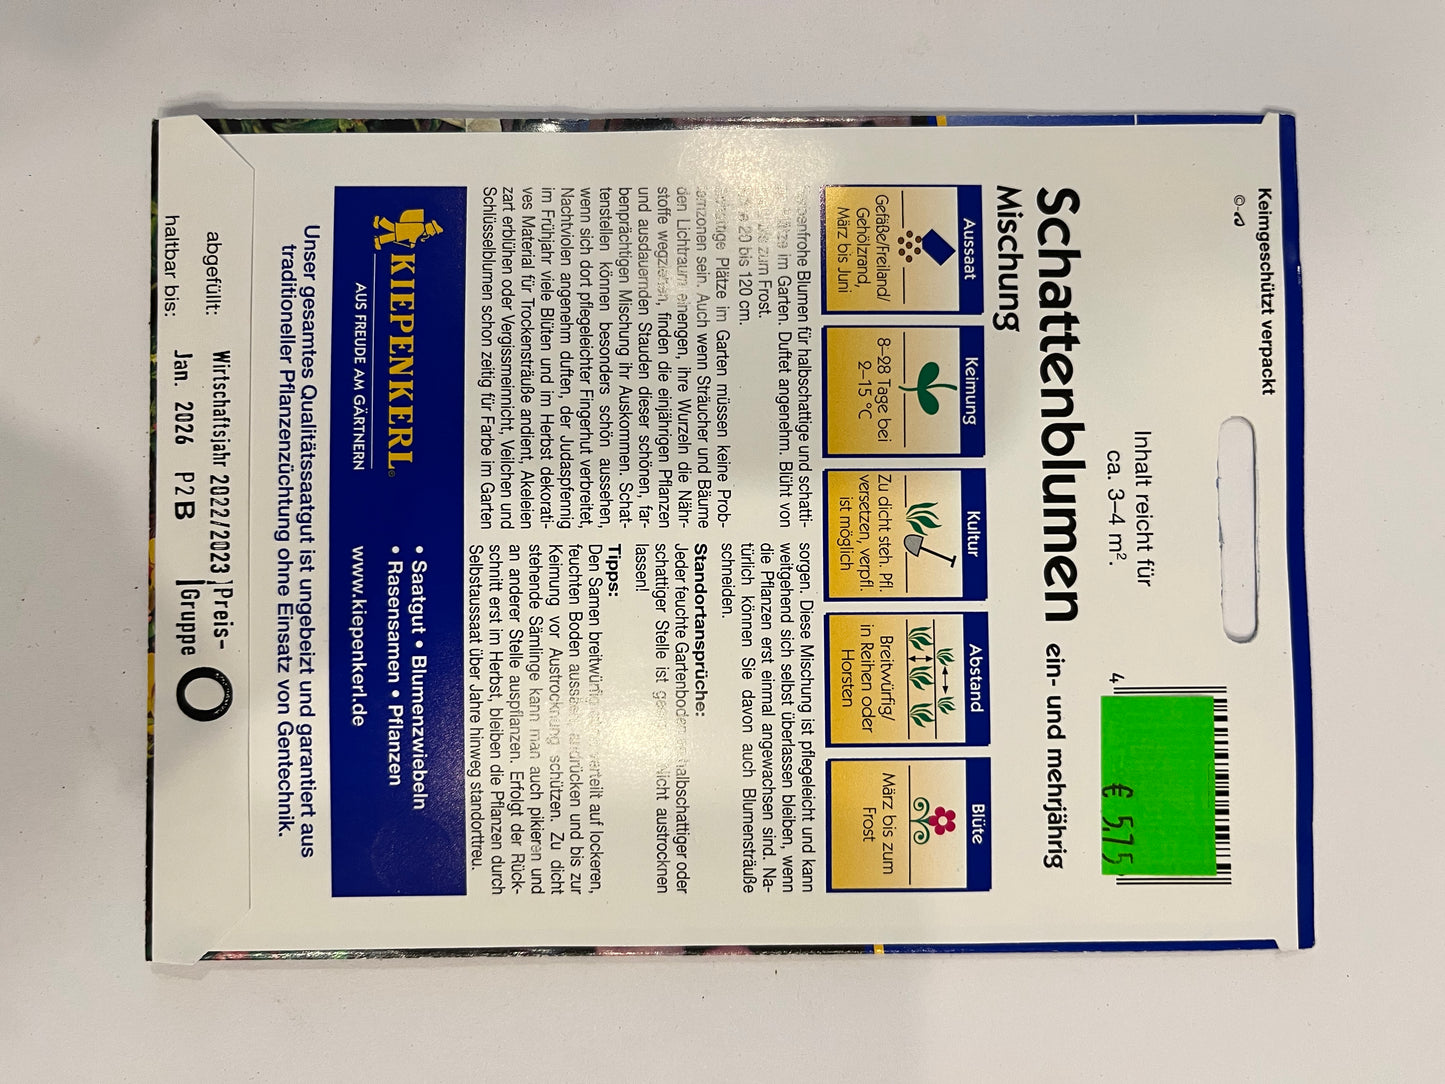 Keimgeschützt verpackt
Inhalt reicht für
ca. 3–4 m².
4
€ 5,75
Schattenblumen ein- und mehrjährig
Mischung
Aussaat
Gefäße/Freiland/
Gehölzrand,
März bis Juni
Keimung
8–28 Tage bei
2–15 °C
Kultur
Zu dicht steh. Pfl.
versetzen, verpfl.
ist möglich
Abstand
Breitwürfig/
in Reihen oder
Horsten
Blüte
März bis zum
Frost
Blumen für halbschattige und schatti-
im Garten. Duftet angenehm. Blüht von
bis zum Frost.
20 bis 120 cm.
Plätze im Garten müssen keine Prob-
lemzonen sein. Auch wenn Sträucher und Bäume
den Lichtraum einengen, ihre Wurzeln die Nähr-
stoffe wegziehen, finden die einjährigen Pflanzen
und ausdauernden Stauden dieser schönen, far-
benprächtigen Mischung ihr Auskommen. Schat-
tenstellen können besonders schön aussehen,
wenn sich dort pflegeleichter Fingerhut verbreitet,
Nachtviolen angenehm duften, der Judaspfennig
im Frühjahr viele Blüten und im Herbst dekorati-
ves Material für Trockensträuße andient, Akeleien
zart erblühen oder Vergissmeinnicht, Veilchen und
Schlüsselblumen schon zeitig für Farbe im Garten
sorgen. Diese Mischung ist pflegeleicht und kann
weitgehend sich selbst überlassen bleiben, wenn
die Pflanzen erst einmal angewachsen sind. Na-
türlich können Sie davon auch Blumensträuße
schneiden.
Standortansprüche:
Jeder feuchte Gartenboden halbschattiger oder
schattiger Stelle ist Nicht austrocknen
lassen!
Tipps:
Den Samen breitwürfig verteilt auf lockeren,
feuchten Boden aussäen, andrücken und bis zur
Keimung vor Austrocknung schützen. Zu dicht
stehende Sämlinge kann man auch pikieren und
an anderer Stelle auspflanzen. Erfolgt der Rück-
schnitt erst im Herbst, bleiben die Pflanzen durch
Selbstaussaat über Jahre hinweg standorttreu.
KIEPENKERL®
AUS FREUDE AM GÄRTNERN
• Saatgut • Blumenzwiebeln
• Rasensamen • Pflanzen
www.kiepenkerl.de
Unser gesamtes Qualitätssaatgut ist ungebeizt und garantiert aus
traditioneller Pflanzenzüchtung ohne Einsatz von Gentechnik.
abgefüllt: Wirtschaftsjahr 2022/2023 Preis-
haltbar bis: Jan. 2026 P2B Gruppe